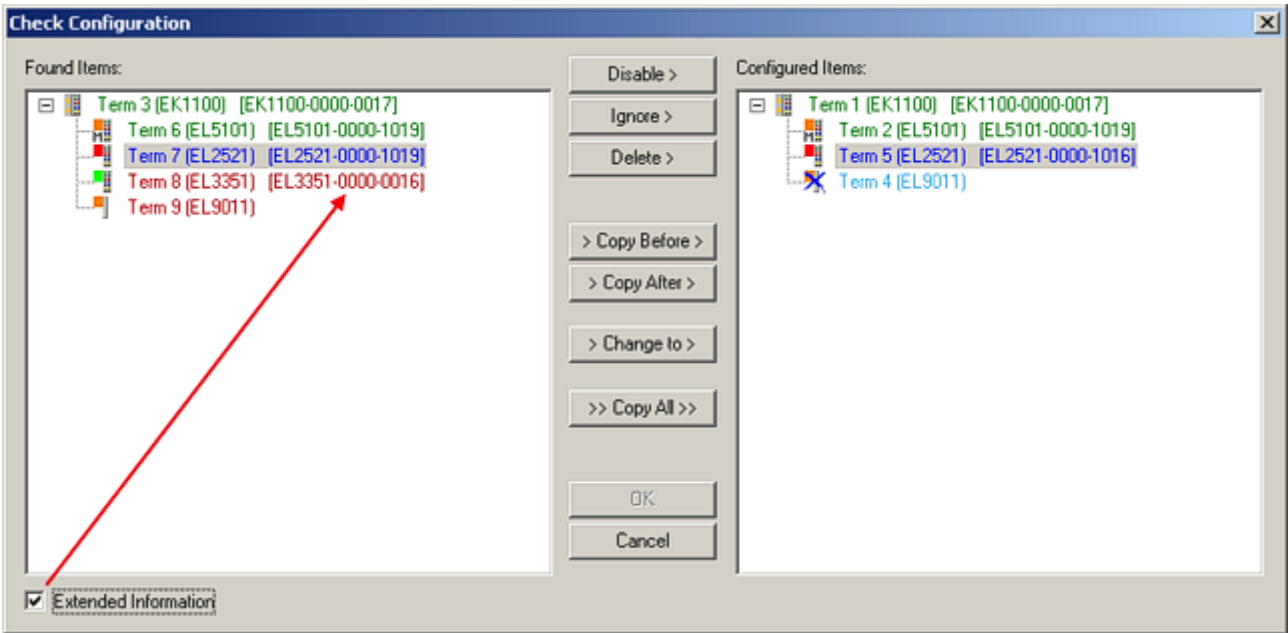 Check Configuration
Found Items:
Term 3 (EK1100) [EK1100-0000-0017]
Term 6 (EL5101) [EL5101-0000-1019]
Term 7 (EL2521) [EL2521-0000-1019]
Term 8 (EL3351) [EL3351-0000-0016]
Term 9 (EL9011)
Extended Information
Disable >
Ignore >
Delete >
> Copy Before >
> Copy After >
> Change to >
>> Copy All >>
OK
Cancel
Configured Items:
Term 1 (EK1100) [EK1100-0000-0017]
Term 2 (EL5101) [EL5101-0000-1019]
Term 5 (EL2521) [EL2521-0000-1016]
Term 4 (EL9011)